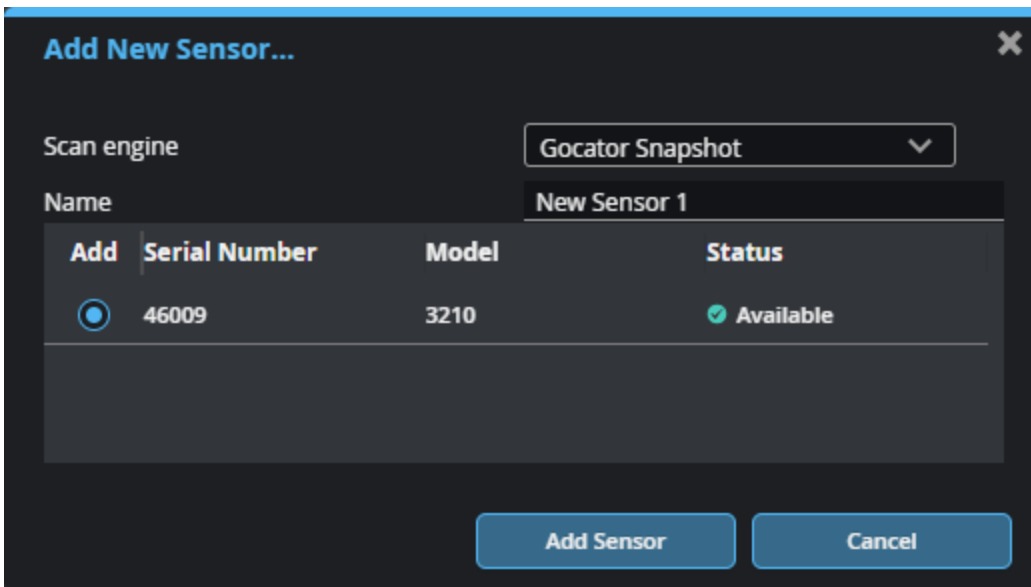 Add New Sensor...
Scan engine Gocator Snapshot
Name New Sensor 1
Add Serial Number Model Status
46009 3210 Available
Add Sensor Cancel